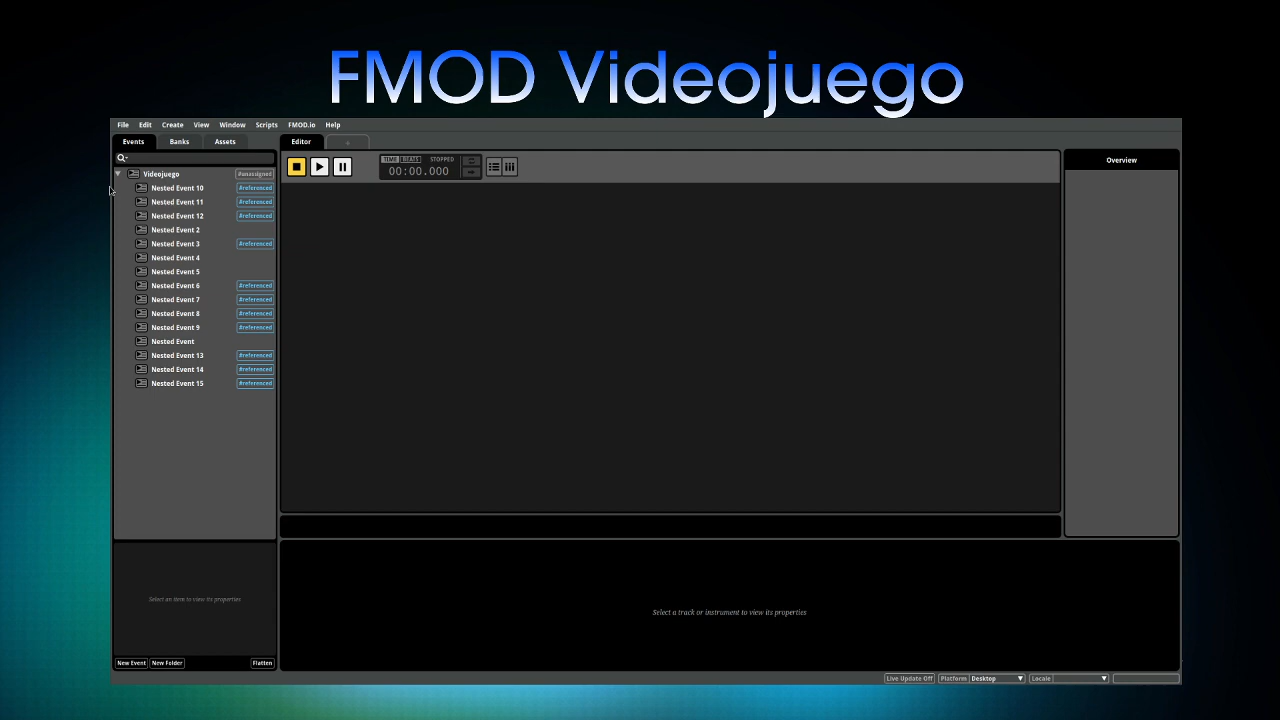 FMOD Videojuego
File Edit Create View Window Scripts FMOD.io Help
Events Banks Assets Editor +
TIME BEATS STOPPED
00:00.000
Overview
Videojuego #unassigned
Nested Event 10 #referenced
Nested Event 11 #referenced
Nested Event 12 #referenced
Nested Event 2
Nested Event 3 #referenced
Nested Event 4
Nested Event 5
Nested Event 6 #referenced
Nested Event 7 #referenced
Nested Event 8 #referenced
Nested Event 9 #referenced
Nested Event
Nested Event 13 #referenced
Nested Event 14 #referenced
Nested Event 15 #referenced
Select an item to view its properties
Select a track or instrument to view its properties
New Event New Folder Flatten
Live Update Off Platform Desktop Locale